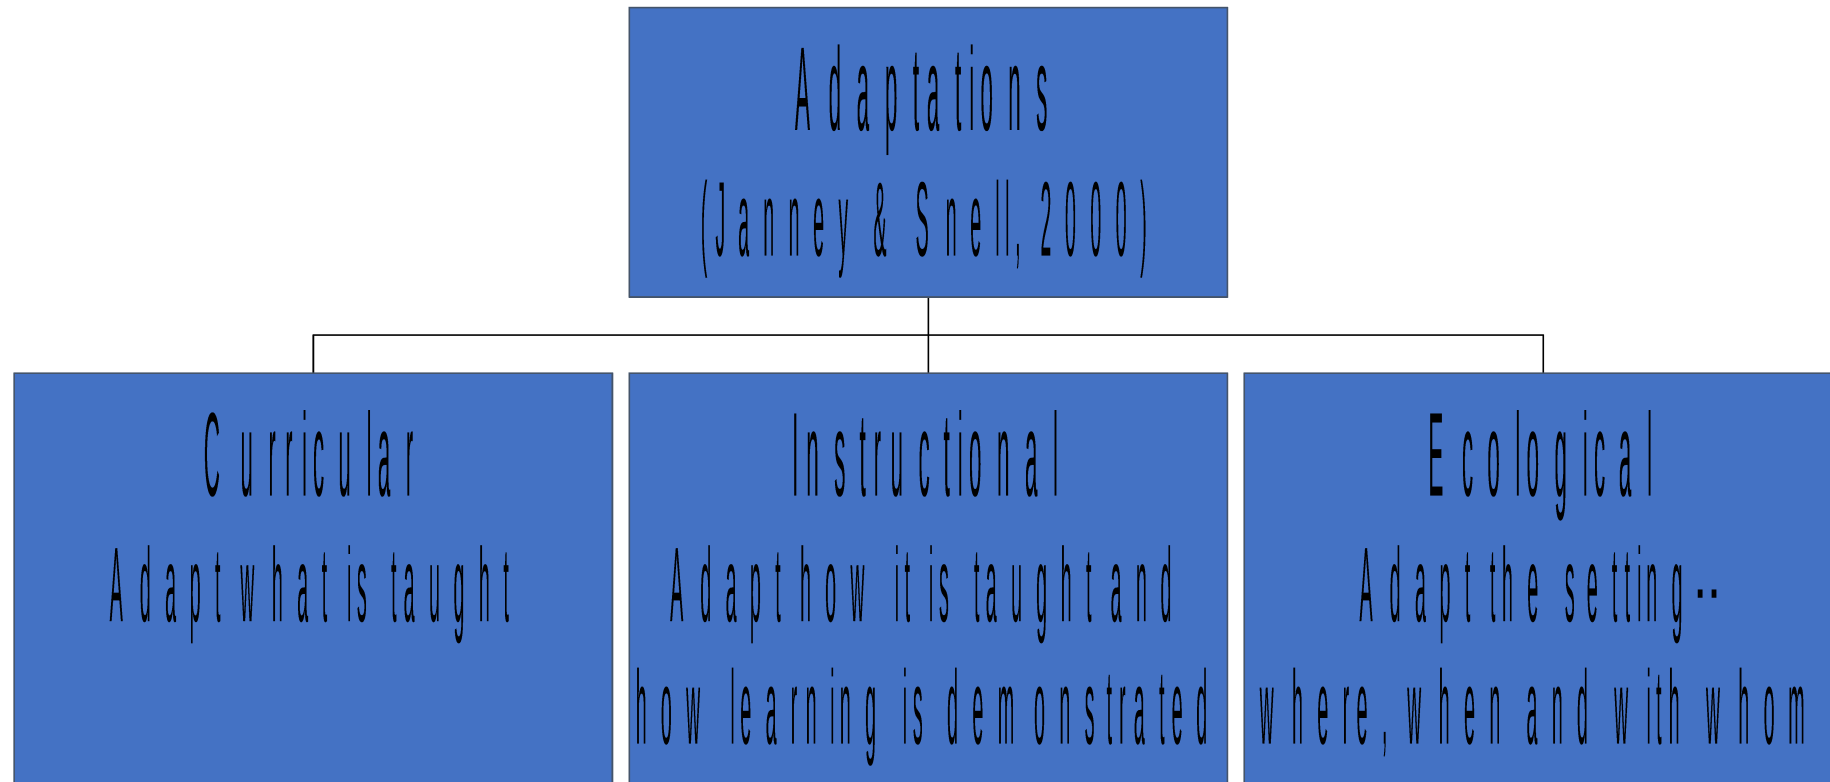 Adaptations
(Janney & Snell, 2000)
Curricular
Adapt what is taught
Instructional
Adapt how it is taught and
how learning is demonstrated
Ecological
Adapt the setting--
where, when and with whom